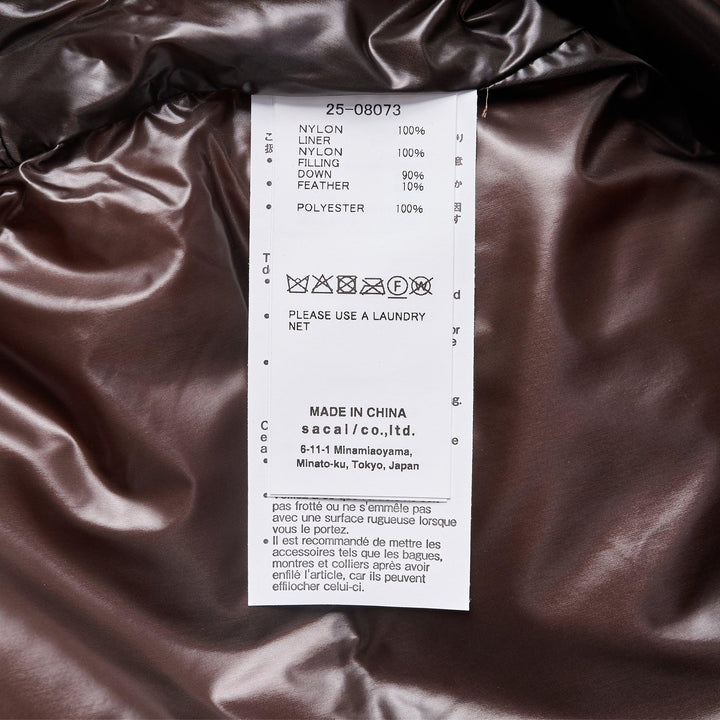 25-08073
NYLON 100%
LINER
NYLON 100%
FILLING
DOWN 90%
FEATHER 10%
POLYESTER 100%
PLEASE USE A LAUNDRY
NET
MADE IN CHINA
sacai/co.,ltd.
6-11-1 Minamiaoyama,
Minato-ku, Tokyo, Japan
pas frotté ou ne s'emmêle pas
avec une surface rugueuse lorsque
vous le portez.
• Il est recommandé de mettre les
accessoires tels que les bagues,
montres et colliers après avoir
enfilé l'article, car ils peuvent
effilocher celui-ci.